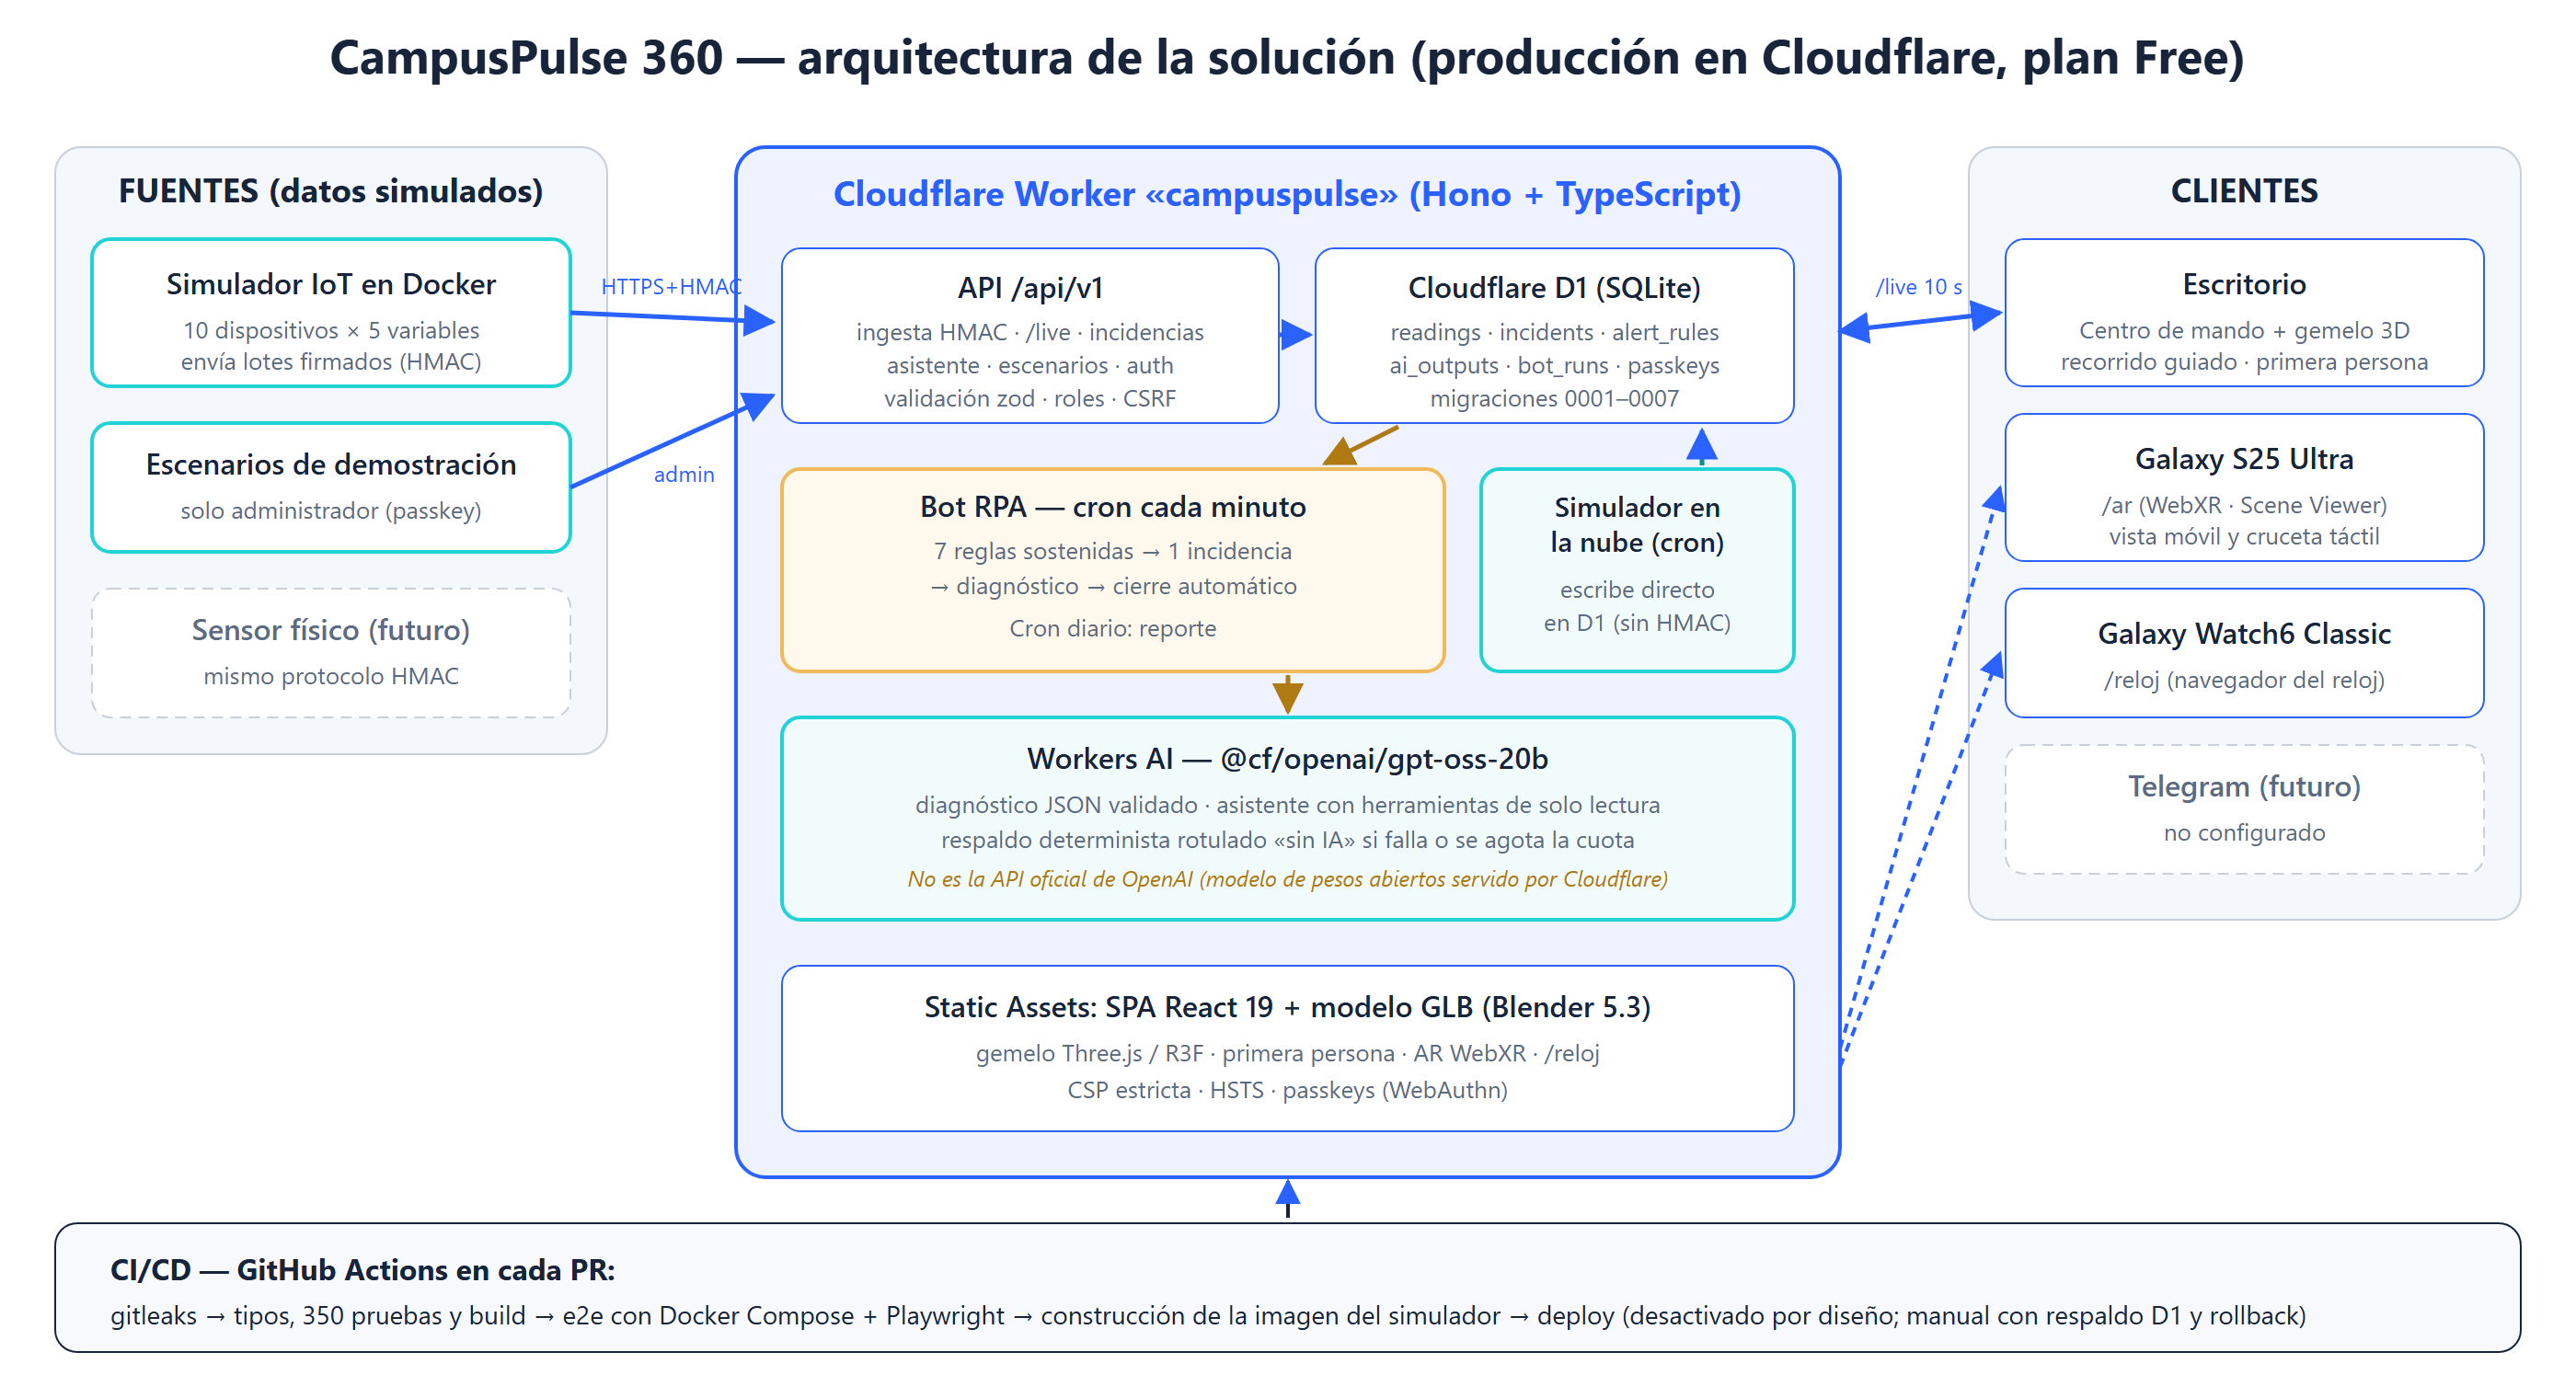 CampusPulse 360 — arquitectura de la solución (producción en Cloudflare, plan Free)
FUENTES (datos simulados)
Simulador IoT en Docker
10 dispositivos × 5 variables
envía lotes firmados (HMAC)
Escenarios de demostración
solo administrador (passkey)
Sensor físico (futuro)
mismo protocolo HMAC
HTTPS+HMAC
admin
Cloudflare Worker «campuspulse» (Hono + TypeScript)
API /api/v1
ingesta HMAC · /live · incidencias
asistente · escenarios · auth
validación zod · roles · CSRF
Cloudflare D1 (SQLite)
readings · incidents · alert_rules
ai_outputs · bot_runs · passkeys
migraciones 0001–0007
Bot RPA — cron cada minuto
7 reglas sostenidas → 1 incidencia
→ diagnóstico → cierre automático
Cron diario: reporte
Simulador en
la nube (cron)
escribe directo
en D1 (sin HMAC)
Workers AI — @cf/openai/gpt-oss-20b
diagnóstico JSON validado · asistente con herramientas de solo lectura
respaldo determinista rotulado «sin IA» si falla o se agota la cuota
No es la API oficial de OpenAI (modelo de pesos abiertos servido por Cloudflare)
Static Assets: SPA React 19 + modelo GLB (Blender 5.3)
gemelo Three.js / R3F · primera persona · AR WebXR · /reloj
CSP estricta · HSTS · passkeys (WebAuthn)
/live 10 s
CLIENTES
Escritorio
Centro de mando + gemelo 3D
recorrido guiado · primera persona
Galaxy S25 Ultra
/ar (WebXR · Scene Viewer)
vista móvil y cruceta táctil
Galaxy Watch6 Classic
/reloj (navegador del reloj)
Telegram (futuro)
no configurado
CI/CD — GitHub Actions en cada PR:
gitleaks → tipos, 350 pruebas y build → e2e con Docker Compose + Playwright → construcción de la imagen del simulador → deploy (desactivado por diseño; manual con respaldo D1 y rollback)